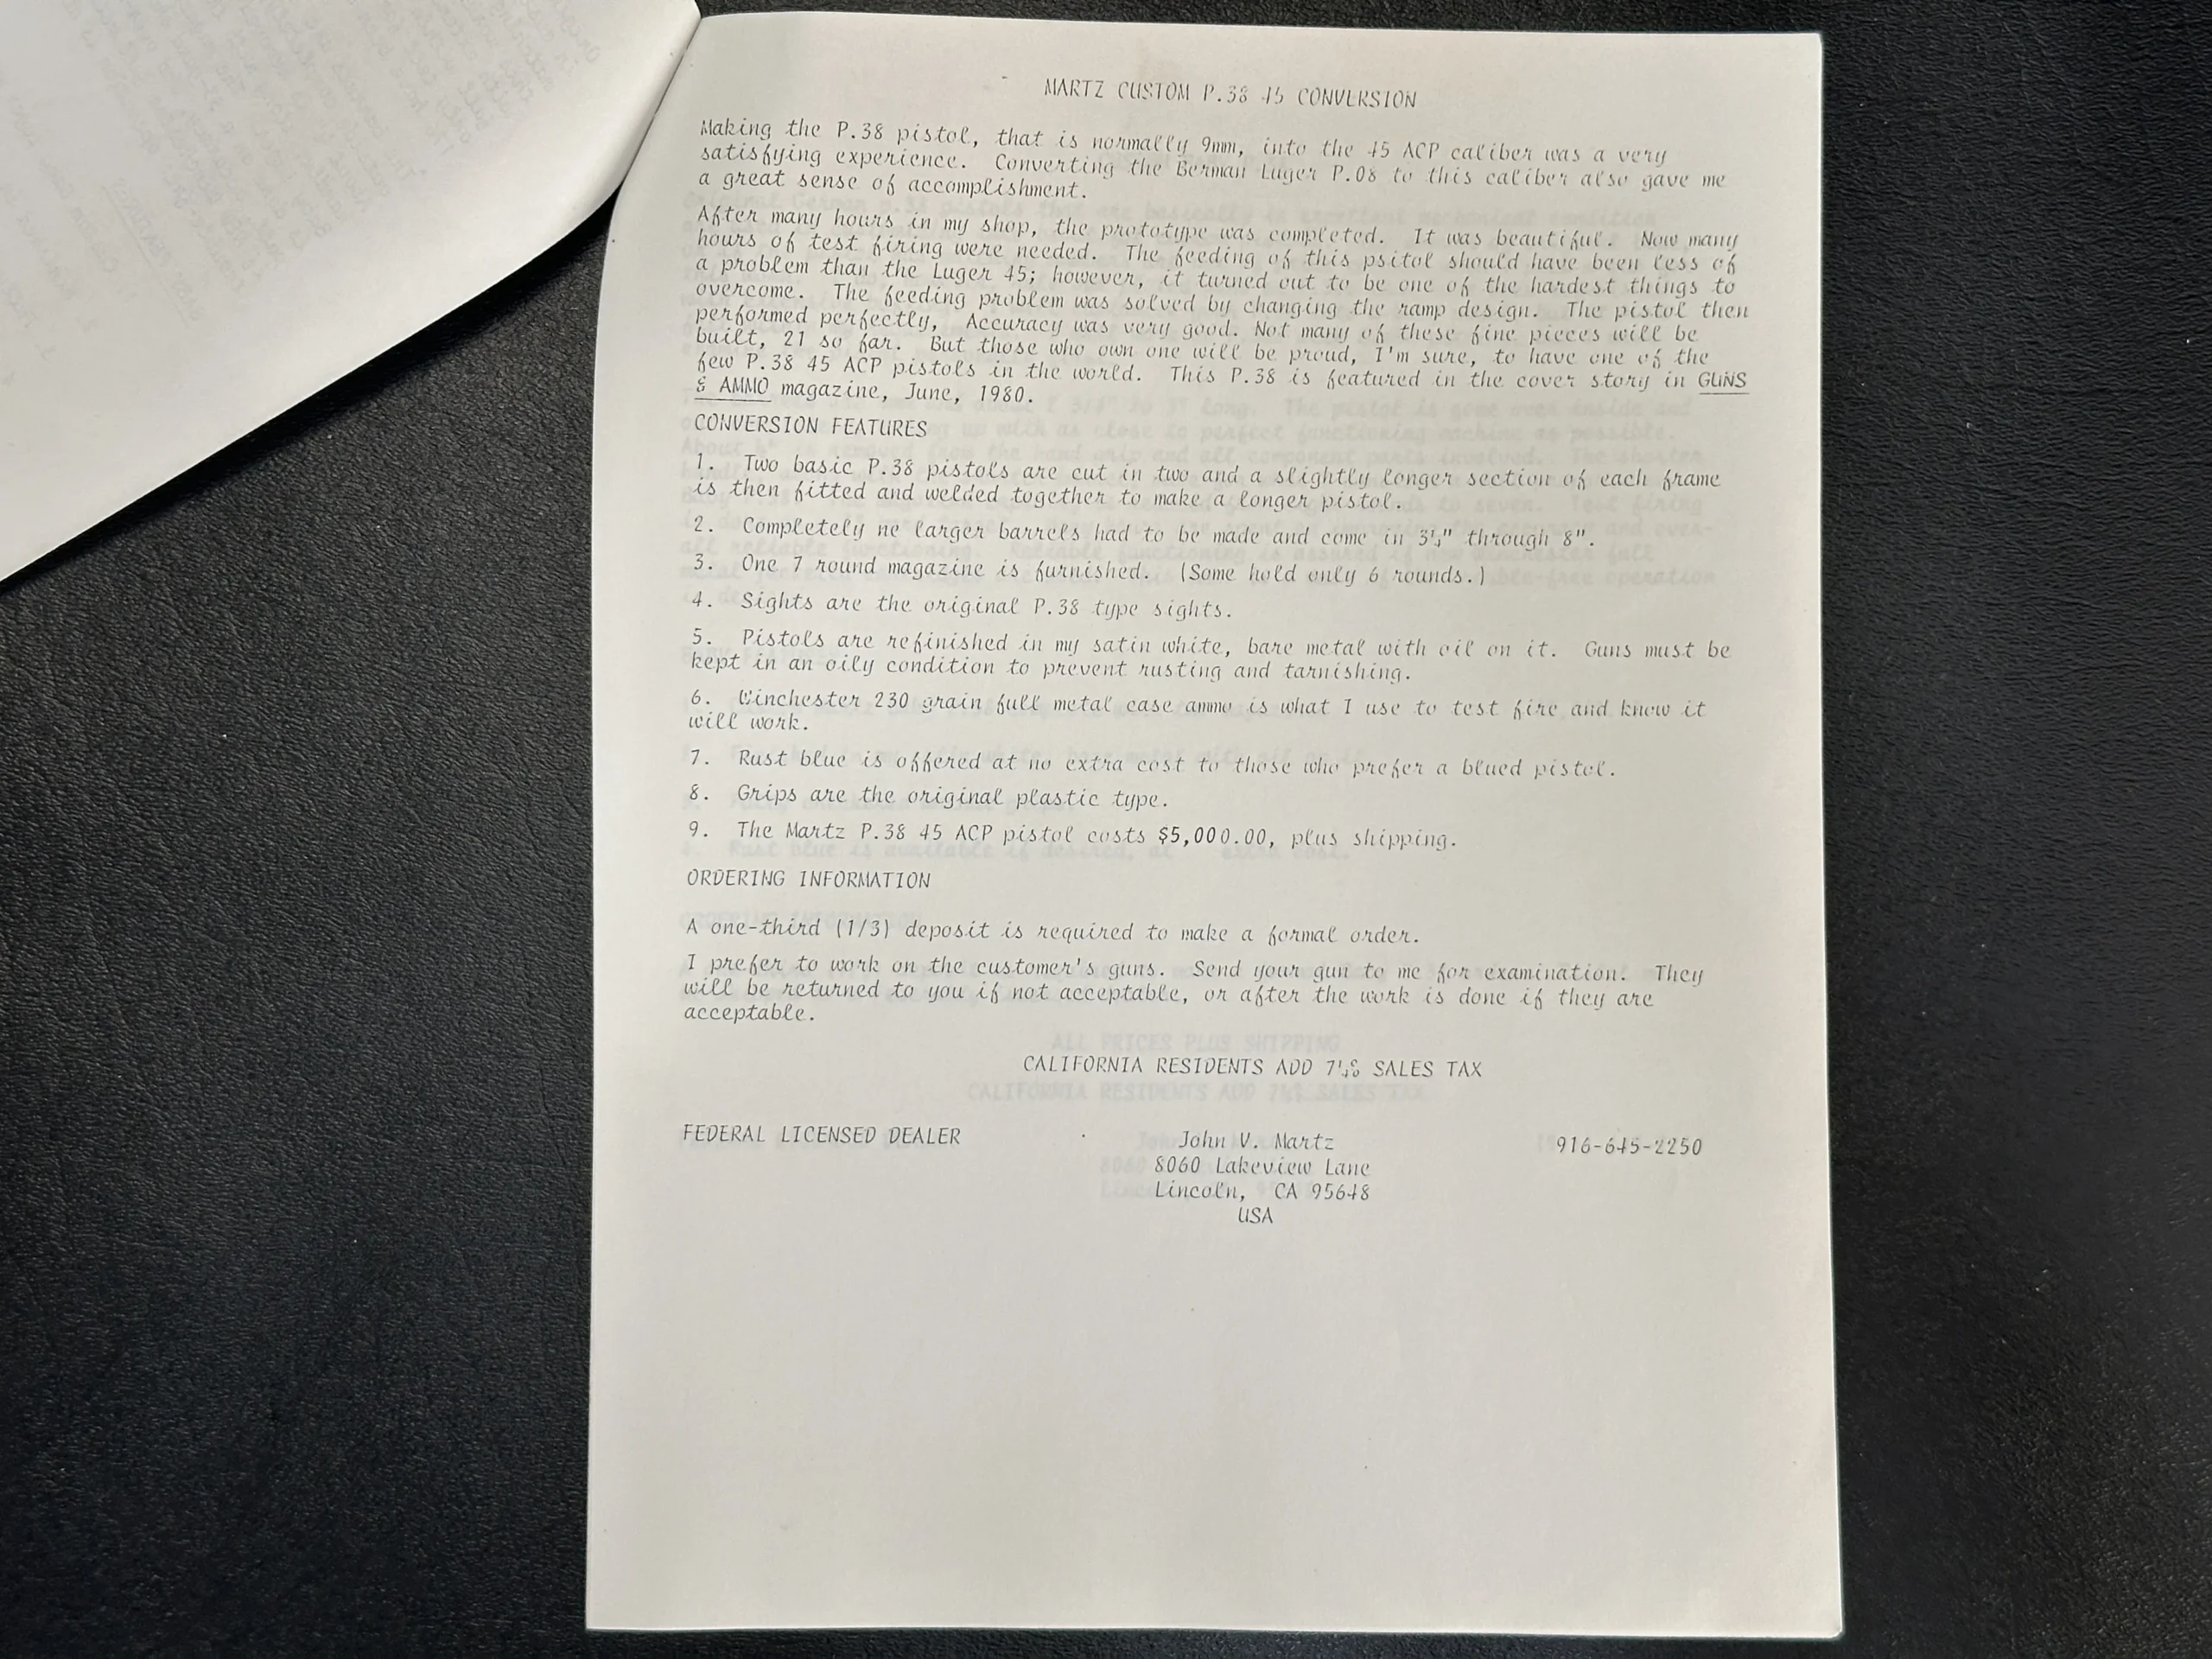 MARTZ CUSTOM P.38 45 CONVERSION
Making the P.38 pistol, that is normally 9mm, into the 45 ACP caliber was a very
satisfying experience. Converting the Berman Luger P.08 to this caliber also gave me
a great sense of accomplishment.
After many hours in my shop, the prototype was completed. It was beautiful. Now many
hours of test firing were needed. The feeding of this psitol should have been less of
a problem than the Luger 45; however, it turned out to be one of the hardest things to
overcome. The feeding problem was solved by changing the ramp design. The pistol then
performed perfectly, Accuracy was very good. Not many of these fine pieces will be
built, 21 so far. But those who own one will be proud, I'm sure, to have one of the
few P.38 45 ACP pistols in the world. This P.38 is featured in the cover story in GUNS
& AMMO magazine, June, 1980.
CONVERSION FEATURES
1. Two basic P.38 pistols are cut in two and a slightly longer section of each frame
is then fitted and welded together to make a longer pistol.
2. Completely ne larger barrels had to be made and come in 3¼" through 8".
3. One 7 round magazine is furnished. (Some hold only 6 rounds.)
4. Sights are the original P.38 type sights.
5. Pistols are refinished in my satin white, bare metal with oil on it. Guns must be
kept in an oily condition to prevent rusting and tarnishing.
6. Winchester 230 grain full metal case ammo is what I use to test fire and know it
will work.
7. Rust blue is offered at no extra cost to those who prefer a blued pistol.
8. Grips are the original plastic type.
9. The Martz P.38 45 ACP pistol costs $5,000.00, plus shipping.
ORDERING INFORMATION
A one-third (1/3) deposit is required to make a formal order.
I prefer to work on the customer's guns. Send your gun to me for examination. They
will be returned to you if not acceptable, or after the work is done if they are
acceptable.
CALIFORNIA RESIDENTS ADD 7¼% SALES TAX
FEDERAL LICENSED DEALER John V. Martz 916-645-2250
8060 Lakeview Lane
Lincoln, CA 95648
USA